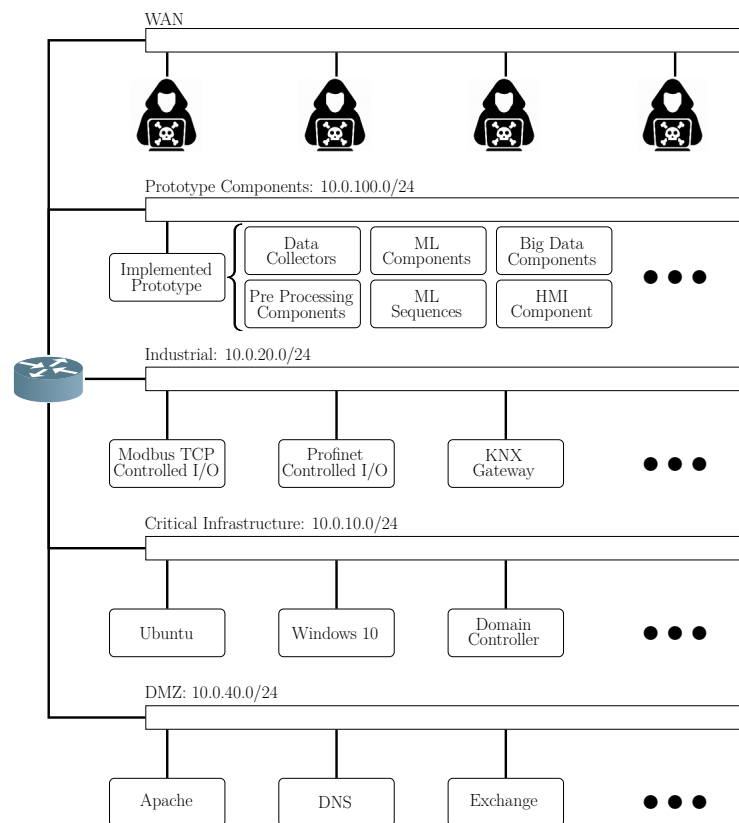 WAN
Prototype Components: 10.0.100.0/24
Implemented
Prototype
Data
Collectors
ML
Components
Big Data
Components
Pre Processing
Components
ML
Sequences
HMI
Component
Industrial: 10.0.20.0/24
Modbus TCP
Controlled I/O
Profinet
Controlled I/O
KNX
Gateway
Critical Infrastructure: 10.0.10.0/24
Ubuntu
Windows 10
Domain
Controller
DMZ: 10.0.40.0/24
Apache
DNS
Exchange